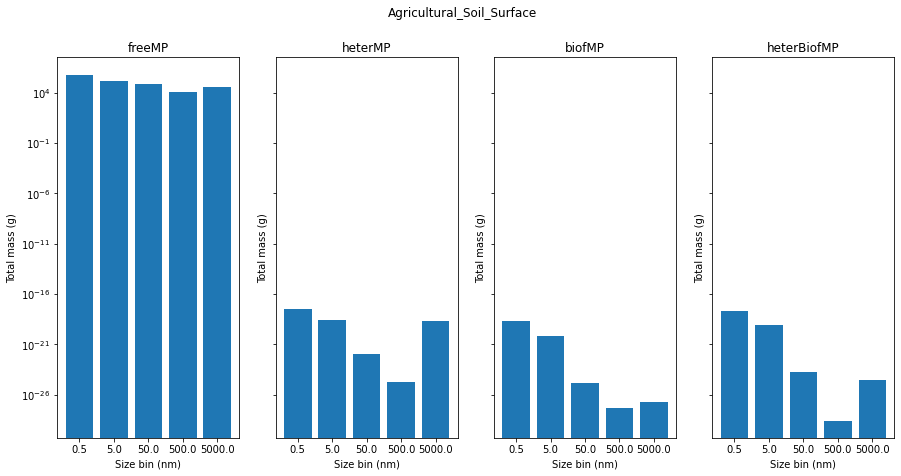 Agricultural_Soil_Surface
freeMP
heterMP
biofMP
heterBiofMP
Total mass (g)
10^4
10^-1
10^-6
10^-11
10^-16
10^-21
10^-26
Total mass (g)
Total mass (g)
Total mass (g)
0.5 5.0 50.0 500.0 5000.0
0.5 5.0 50.0 500.0 5000.0
0.5 5.0 50.0 500.0 5000.0
0.5 5.0 50.0 500.0 5000.0
Size bin (nm)
Size bin (nm)
Size bin (nm)
Size bin (nm)